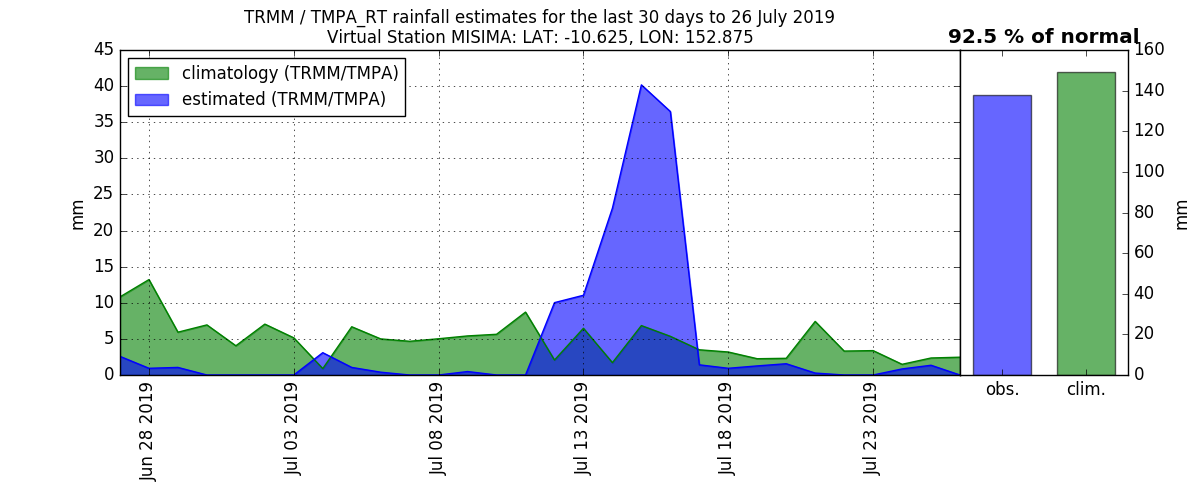 TRMM / TMPA_RT rainfall estimates for the last 30 days to 26 July 2019
Virtual Station MISIMA: LAT: -10.625, LON: 152.875
92.5 % of normal
climatology (TRMM/TMPA)
estimated (TRMM/TMPA)
mm
45
40
35
30
25
20
15
10
5
0
Jun 28 2019
Jul 03 2019
Jul 08 2019
Jul 13 2019
Jul 18 2019
Jul 23 2019
obs.
clim.
160
140
120
100
80
60
40
20
0
mm